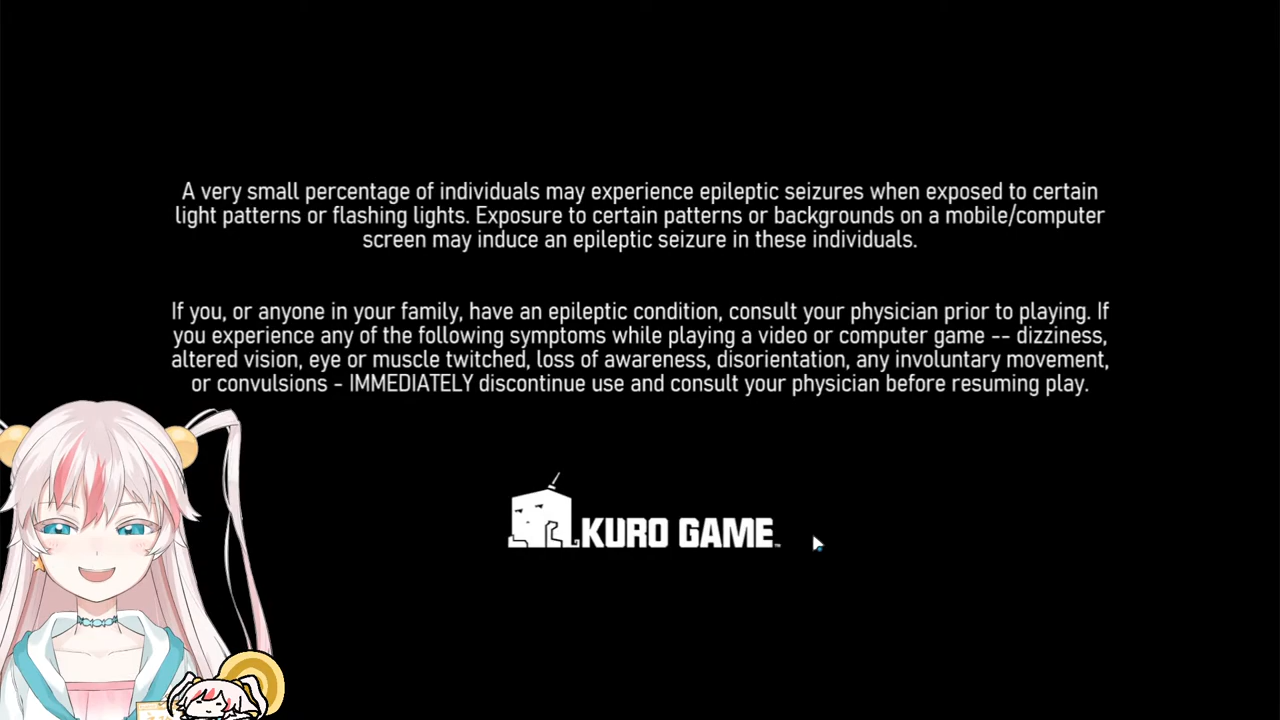 A very small percentage of individuals may experience epileptic seizures when exposed to certain
light patterns or flashing lights. Exposure to certain patterns or backgrounds on a mobile/computer
screen may induce an epileptic seizure in these individuals.
If you, or anyone in your family, have an epileptic condition, consult your physician prior to playing. If
you experience any of the following symptoms while playing a video or computer game -- dizziness,
altered vision, eye or muscle twitched, loss of awareness, disorientation, any involuntary movement,
or convulsions - IMMEDIATELY discontinue use and consult your physician before resuming play.
KURO GAME™